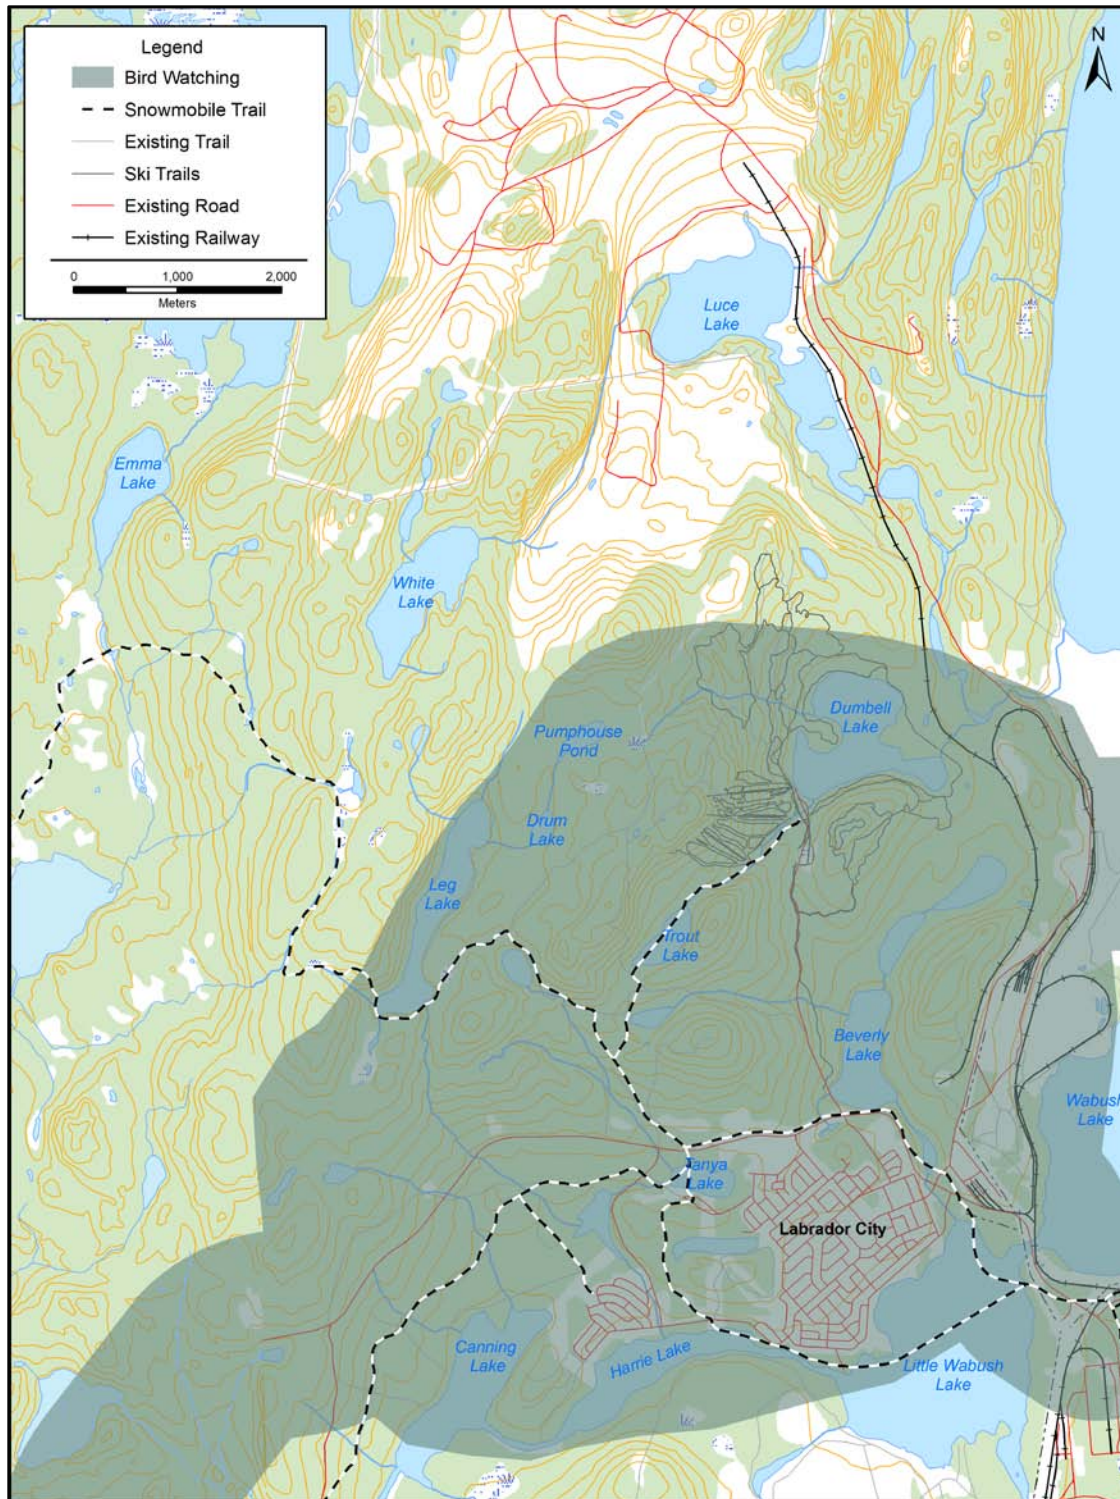 Legend
Bird Watching
Snowmobile Trail
Existing Trail
Ski Trails
Existing Road
Existing Railway
0
1,000
2,000
Meters
N
Luce
Lake
Emma
Lake
White
Lake
Dumbell
Lake
Pumphouse
Pond
Drum
Lake
Leg
Lake
Trout
Lake
Beverly
Lake
Wabush
Lake
Tanya
Lake
Labrador City
Canning
Lake
Harrie Lake
Little Wabush
Lake